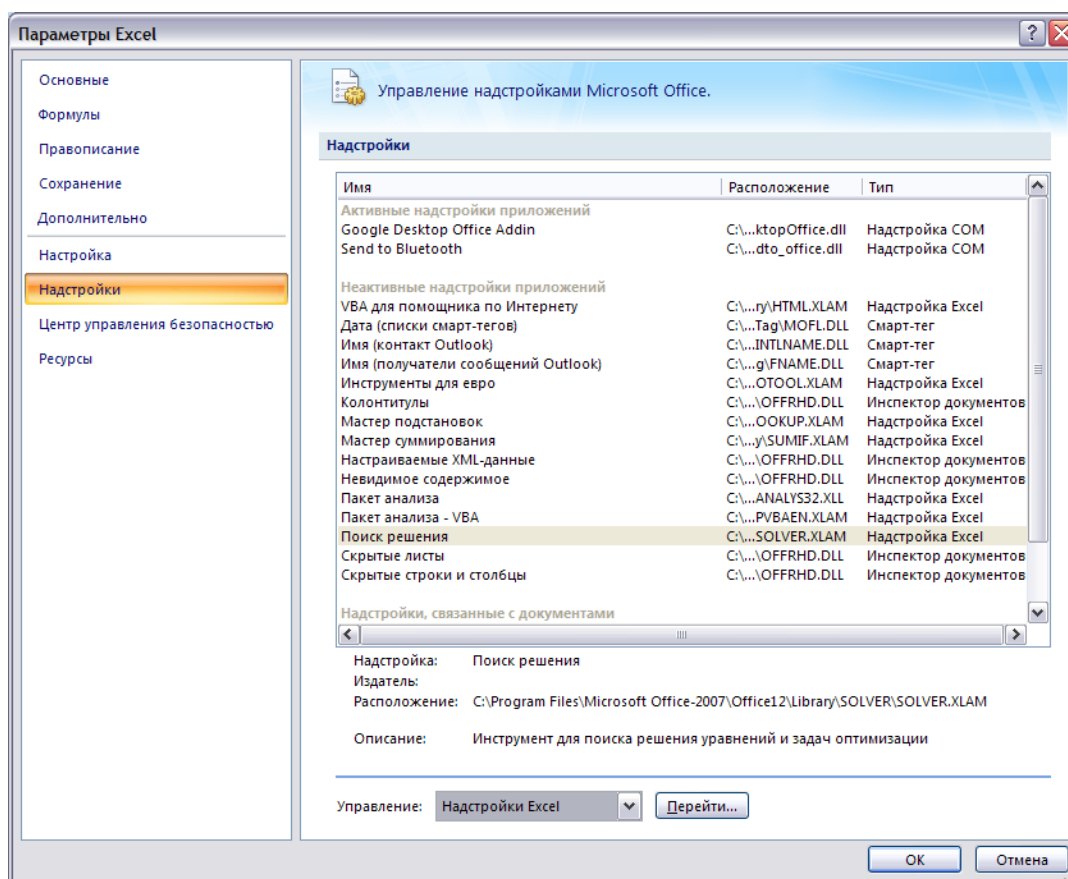 Параметры Excel
Основные
Формулы
Правописание
Сохранение
Дополнительно
Настройка
Надстройки
Центр управления безопасностью
Ресурсы
Управление надстройками Microsoft Office.
Надстройки
Имя Расположение Тип
Активные надстройки приложений
Google Desktop Office Addin C:\...ktopOffice.dll Надстройка COM
Send to Bluetooth C:\...dto_office.dll Надстройка COM
Неактивные надстройки приложений
VBA для помощника по Интернету C:\...ry\HTML.XLAM Надстройка Excel
Дата (списки смарт-тегов) C:\...Tag\MOFL.DLL Смарт-тег
Имя (контакт Outlook) C:\...INTLNAME.DLL Смарт-тег
Имя (получатели сообщений Outlook) C:\...g\FNAME.DLL Смарт-тег
Инструменты для евро C:\...OTOOL.XLAM Надстройка Excel
Колонтитулы C:\...\OFFRHD.DLL Инспектор документов
Мастер подстановок C:\...OOKUP.XLAM Надстройка Excel
Мастер суммирования C:\...y\SUMIF.XLAM Надстройка Excel
Настраиваемые XML-данные C:\...\OFFRHD.DLL Инспектор документов
Невидимое содержимое C:\...\OFFRHD.DLL Инспектор документов
Пакет анализа C:\...ANALYS32.XLL Надстройка Excel
Пакет анализа - VBA C:\...PVBAEN.XLAM Надстройка Excel
Поиск решения C:\...SOLVER.XLAM Надстройка Excel
Скрытые листы C:\...\OFFRHD.DLL Инспектор документов
Скрытые строки и столбцы C:\...\OFFRHD.DLL Инспектор документов
Надстройки, связанные с документами
Надстройка: Поиск решения
Издатель:
Расположение: C:\Program Files\Microsoft Office-2007\Office12\Library\SOLVER\SOLVER.XLAM
Описание: Инструмент для поиска решения уравнений и задач оптимизации
Управление: Надстройки Excel Перейти...
ОК Отмена